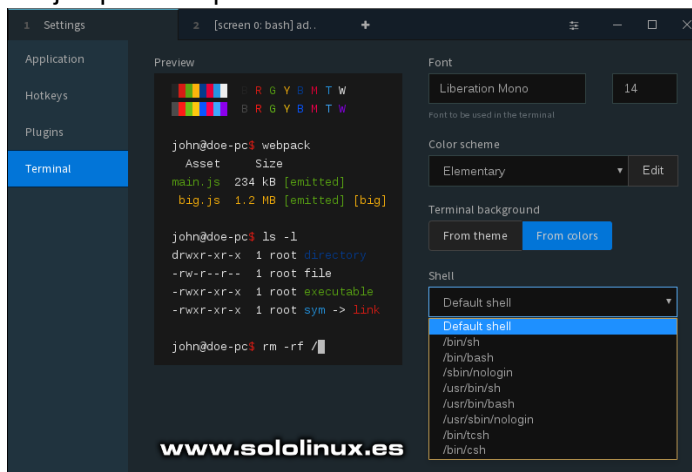 1 Settings
2 [screen 0: bash] ad..
+
Application
Hotkeys
Plugins
Terminal
Preview
B R G Y B M T W
B R G Y B M T W
john@doe-pc$ webpack
Asset Size
main.js 234 kB [emitted]
big.js 1.2 MB [emitted] [big]
john@doe-pc$ ls -l
drwxr-xr-x 1 root directory
-rw-r--r-- 1 root file
-rwxr-xr-x 1 root executable
-rwxr-xr-x 1 root sym -> link
john@doe-pc$ rm -rf /
Font
Liberation Mono
14
Font to be used in the terminal
Color scheme
Elementary
Edit
Terminal background
From theme
From colors
Shell
Default shell
Default shell
/bin/sh
/bin/bash
/sbin/nologin
/usr/bin/sh
/usr/bin/bash
/usr/sbin/nologin
/bin/tcsh
/bin/csh
www.sololinux.es